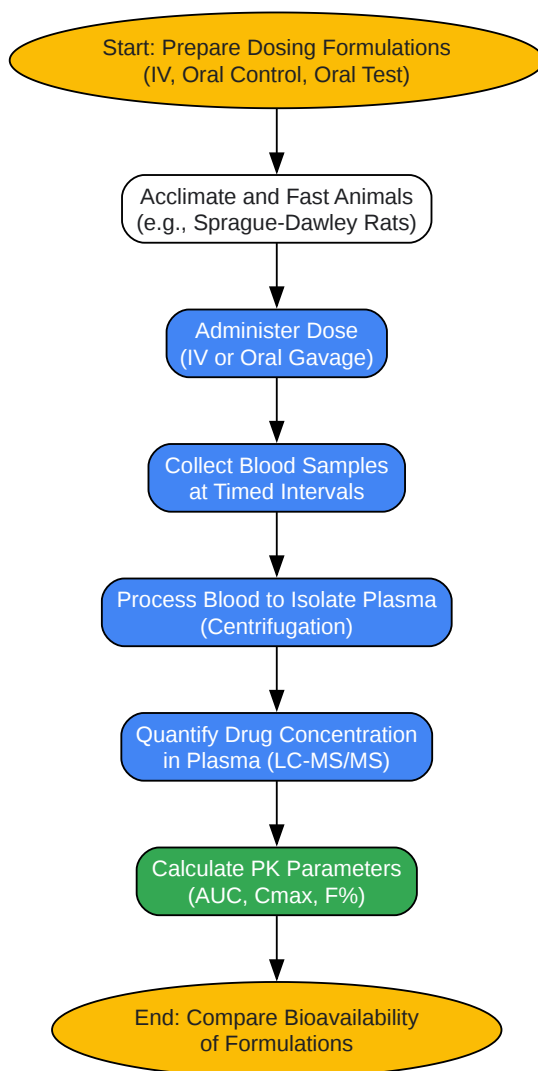 Start: Prepare Dosing Formulations
(IV, Oral Control, Oral Test)
Acclimate and Fast Animals
(e.g., Sprague-Dawley Rats)
Administer Dose
(IV or Oral Gavage)
Collect Blood Samples
at Timed Intervals
Process Blood to Isolate Plasma
(Centrifugation)
Quantify Drug Concentration
in Plasma (LC-MS/MS)
Calculate PK Parameters
(AUC, Cmax, F%)
End: Compare Bioavailability
of Formulations